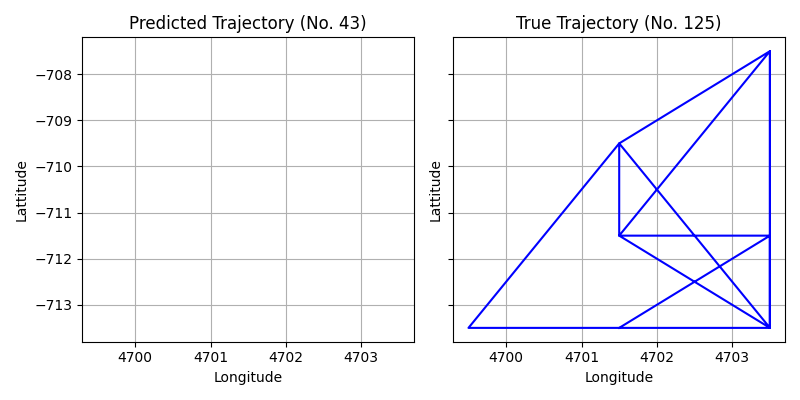 Predicted Trajectory (No. 43)
True Trajectory (No. 125)
−708
−709
−710
−711
−712
−713
Lattitude
Lattitude
4700 4701 4702 4703
4700 4701 4702 4703
Longitude
Longitude